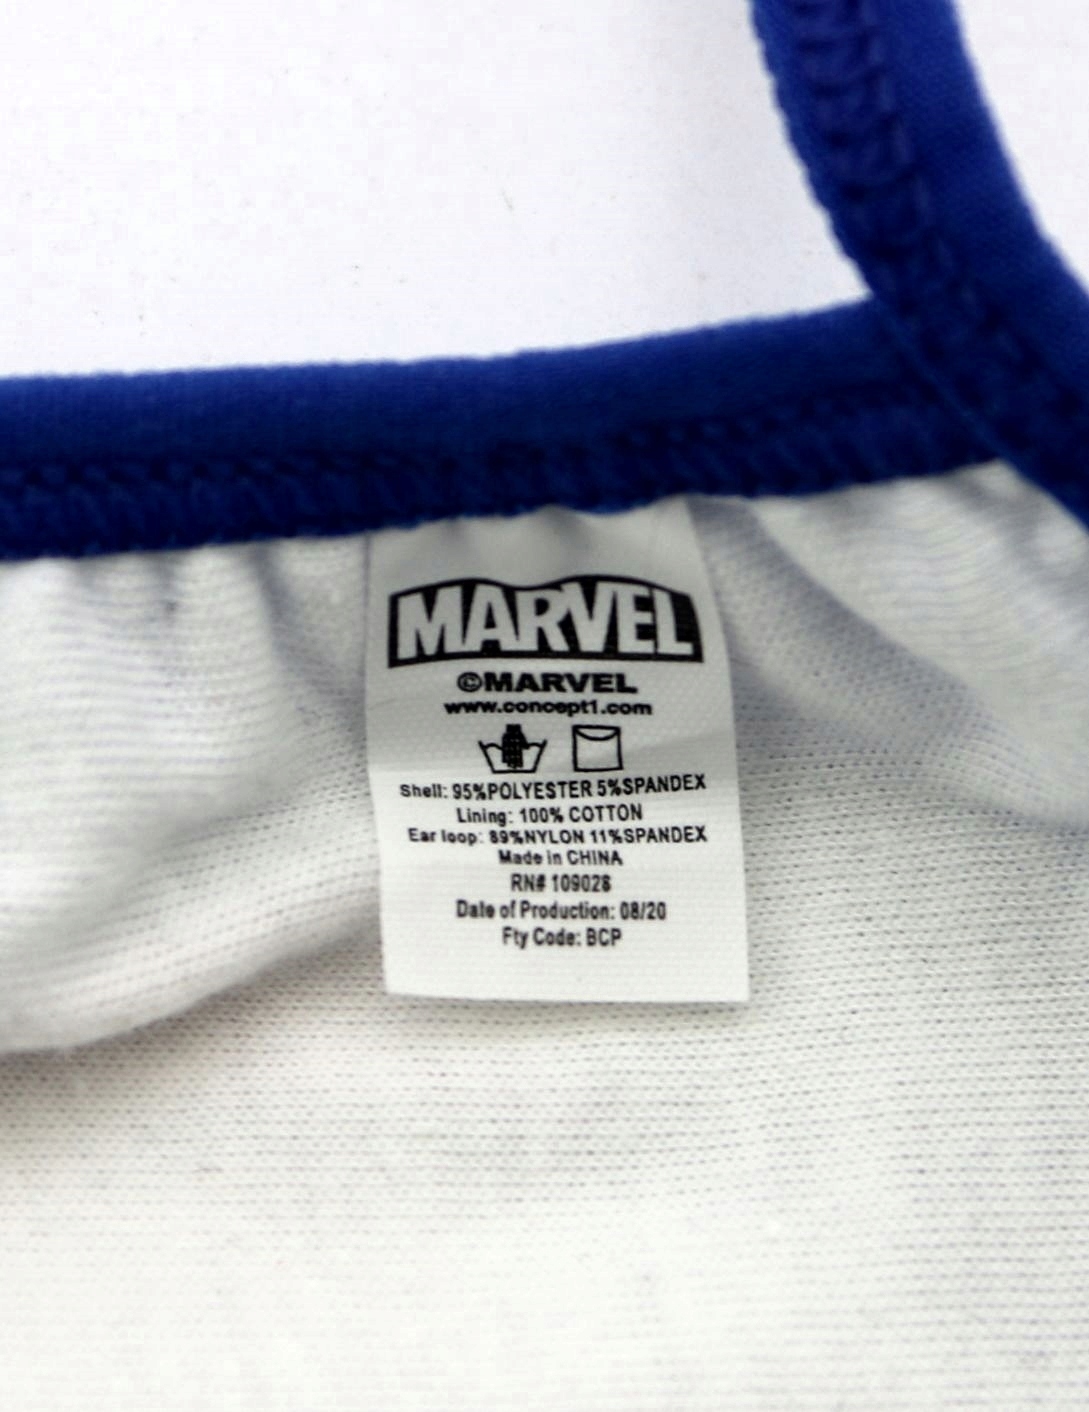 MARVEL
©MARVEL
www.concept1.com
Shell: 95%POLYESTER 5%SPANDEX
Lining: 100% COTTON
Ear loop: 89%NYLON 11%SPANDEX
Made in CHINA
RN# 109028
Date of Production: 08/20
Fty Code: BCP